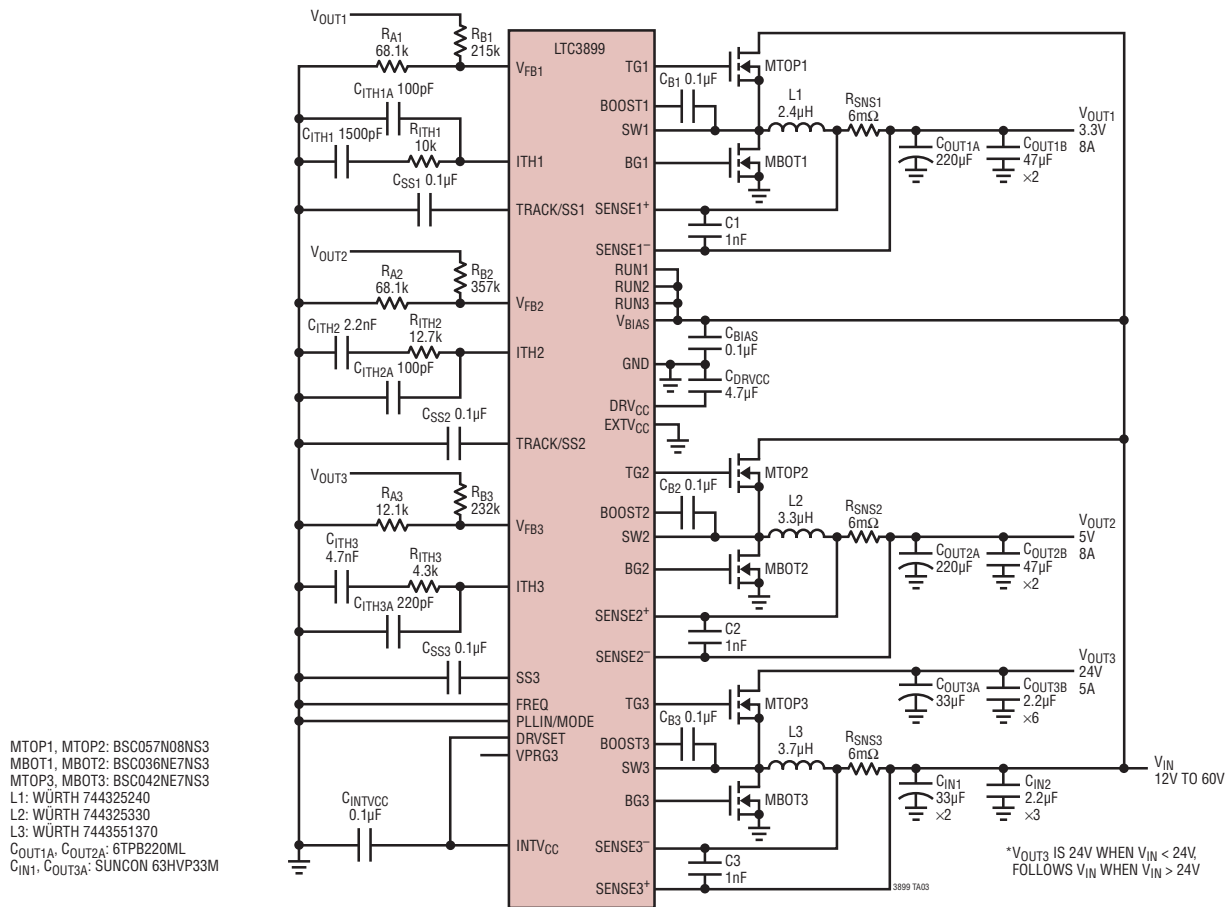 LTC3899
VOUT1
RA1
68.1k
RB1
215k
VFB1
CITH1A 100pF
CITH1 1500pF
RITH1
10k
ITH1
CSS1 0.1µF
TRACK/SS1
VOUT2
RA2
68.1k
RB2
357k
VFB2
CITH2 2.2nF
RITH2
12.7k
ITH2
CITH2A 100pF
CSS2 0.1µF
TRACK/SS2
VOUT3
RA3
12.1k
RB3
232k
VFB3
CITH3
4.7nF
RITH3
4.3k
ITH3
CITH3A 220pF
CSS3 0.1µF
SS3
FREQ
PLLIN/MODE
DRVSET
VPRG3
CINTVCC
0.1µF
INTVCC
TG1
MTOP1
CB1 0.1µF
BOOST1
L1
2.4µH
RSNS1
6mΩ
SW1
VOUT1
3.3V
8A
BG1
MBOT1
COUT1A
220µF
COUT1B
47µF
×2
SENSE1+
C1
1nF
SENSE1−
RUN1
RUN2
RUN3
VBIAS
CBIAS
0.1µF
GND
CDRVCC
4.7µF
DRVCC
EXTVCC
TG2
MTOP2
CB2 0.1µF
BOOST2
L2
3.3µH
RSNS2
6mΩ
SW2
VOUT2
5V
8A
BG2
MBOT2
COUT2A
220µF
COUT2B
47µF
×2
SENSE2+
C2
1nF
SENSE2−
VOUT3
24V
5A
TG3
MTOP3
COUT3A
33µF
COUT3B
2.2µF
×6
CB3 0.1µF
BOOST3
L3
3.7µH
RSNS3
6mΩ
SW3
VIN
12V TO 60V
BG3
MBOT3
CIN1
33µF
×2
CIN2
2.2µF
×3
SENSE3−
C3
1nF
SENSE3+
3899 TA03
*VOUT3 IS 24V WHEN VIN < 24V,
FOLLOWS VIN WHEN VIN > 24V
MTOP1, MTOP2: BSC057N08NS3
MBOT1, MBOT2: BSC036NE7NS3
MTOP3, MBOT3: BSC042NE7NS3
L1: WÜRTH 744325240
L2: WÜRTH 744325330
L3: WÜRTH 7443551370
COUT1A, COUT2A: 6TPB220ML
CIN1, COUT3A: SUNCON 63HVP33M